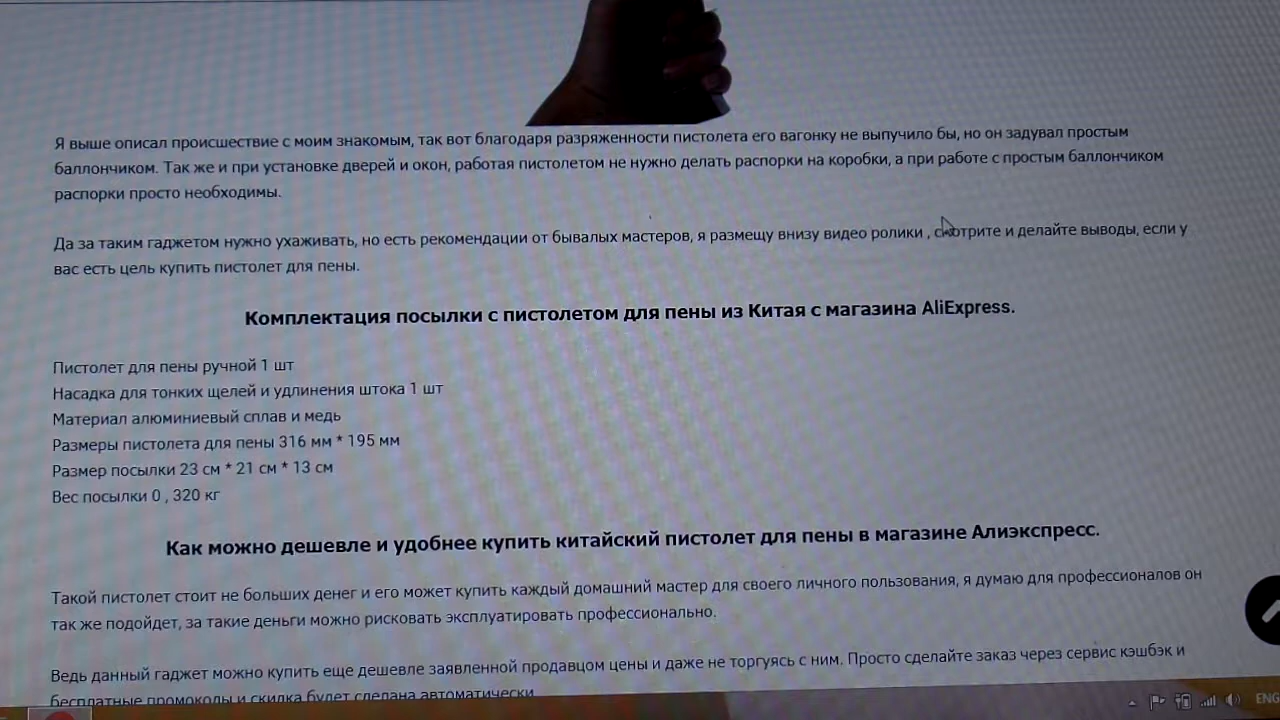 Я выше описал происшествие с моим знакомым, так вот благодаря разряженности пистолета его вагонку не выпучило бы, но он задувал простым
баллончиком. Так же и при установке дверей и окон, работая пистолетом не нужно делать распорки на коробки, а при работе с простым баллончиком
распорки просто необходимы.
Да за таким гаджетом нужно ухаживать, но есть рекомендации от бывалых мастеров, я размещу внизу видео ролики , смотрите и делайте выводы, если у
вас есть цель купить пистолет для пены.
Комплектация посылки с пистолетом для пены из Китая с магазина AliExpress.
Пистолет для пены ручной 1 шт
Насадка для тонких щелей и удлинения штока 1 шт
Материал алюминиевый сплав и медь
Размеры пистолета для пены 316 мм * 195 мм
Размер посылки 23 см * 21 см * 13 см
Вес посылки 0 , 320 кг
Как можно дешевле и удобнее купить китайский пистолет для пены в магазине Алиэкспресс.
Такой пистолет стоит не больших денег и его может купить каждый домашний мастер для своего личного пользования, я думаю для профессионалов он
так же подойдет, за такие деньги можно рисковать эксплуатировать профессионально.
Ведь данный гаджет можно купить еще дешевле заявленной продавцом цены и даже не торгуясь с ним. Просто сделайте заказ через сервис кэшбэк и
бесплатные промокоды и скидка будет сделана автоматически
ENG